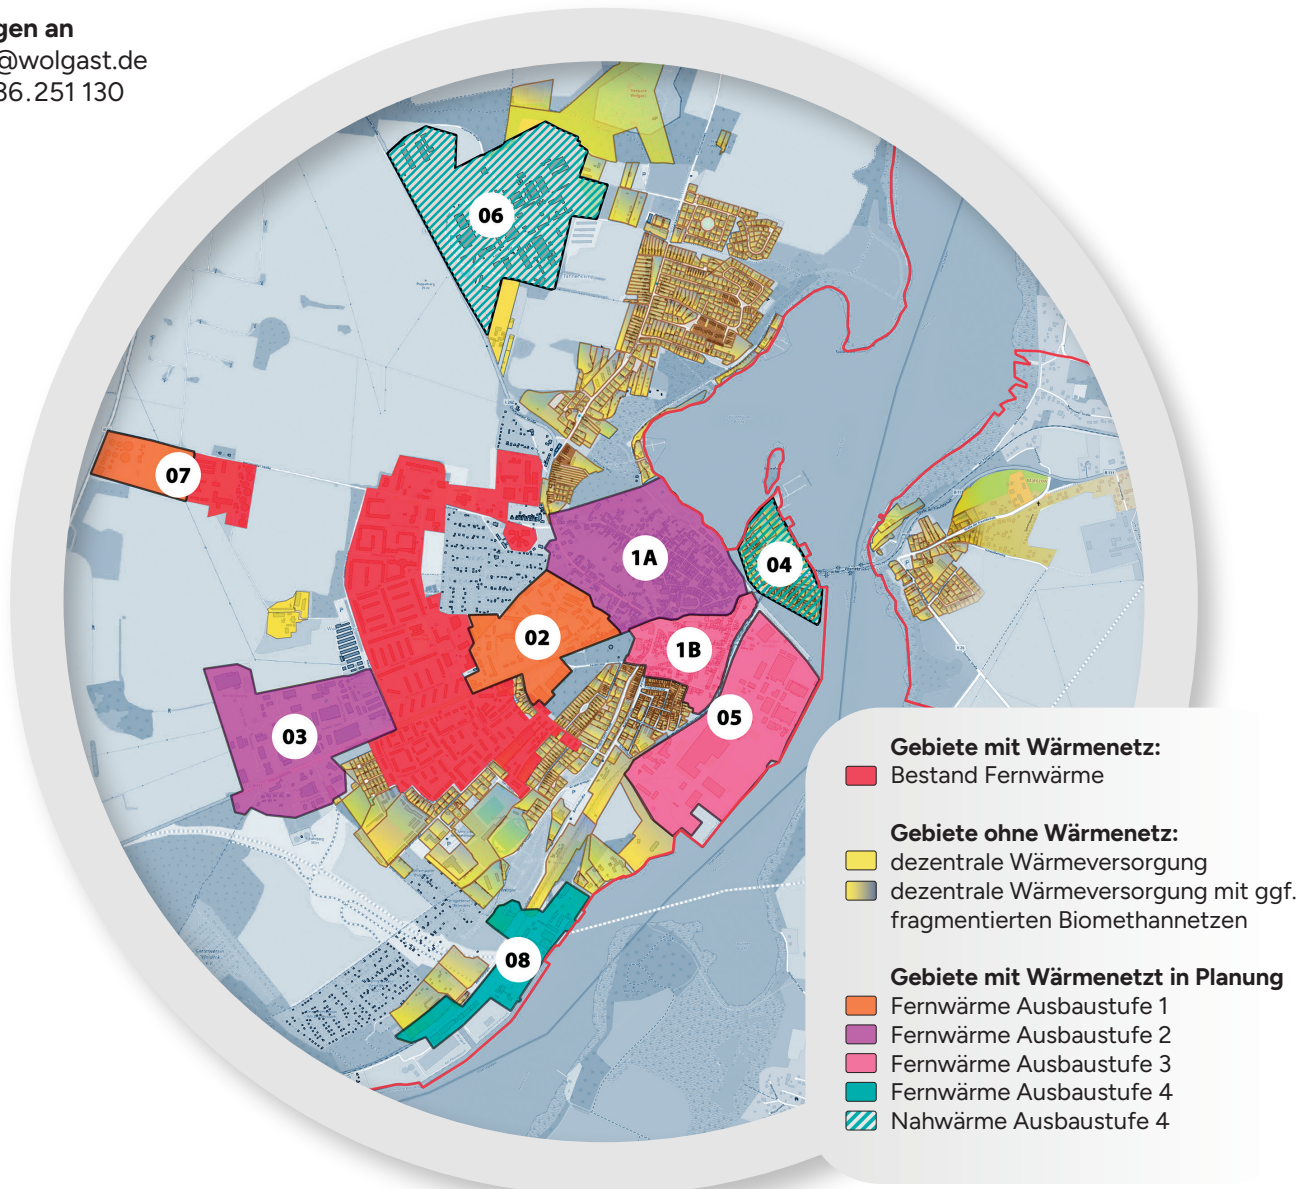 gen an
@wolgast.de
36.251 130
06
07
1A
04
02
1B
05
03
08
Gebiete mit Wärmenetz:
Bestand Fernwärme
Gebiete ohne Wärmenetz:
dezentrale Wärmeversorgung
dezentrale Wärmeversorgung mit ggf.
fragmentierten Biomethannetzen
Gebiete mit Wärmenetzt in Planung
Fernwärme Ausbaustufe 1
Fernwärme Ausbaustufe 2
Fernwärme Ausbaustufe 3
Fernwärme Ausbaustufe 4
Nahwärme Ausbaustufe 4